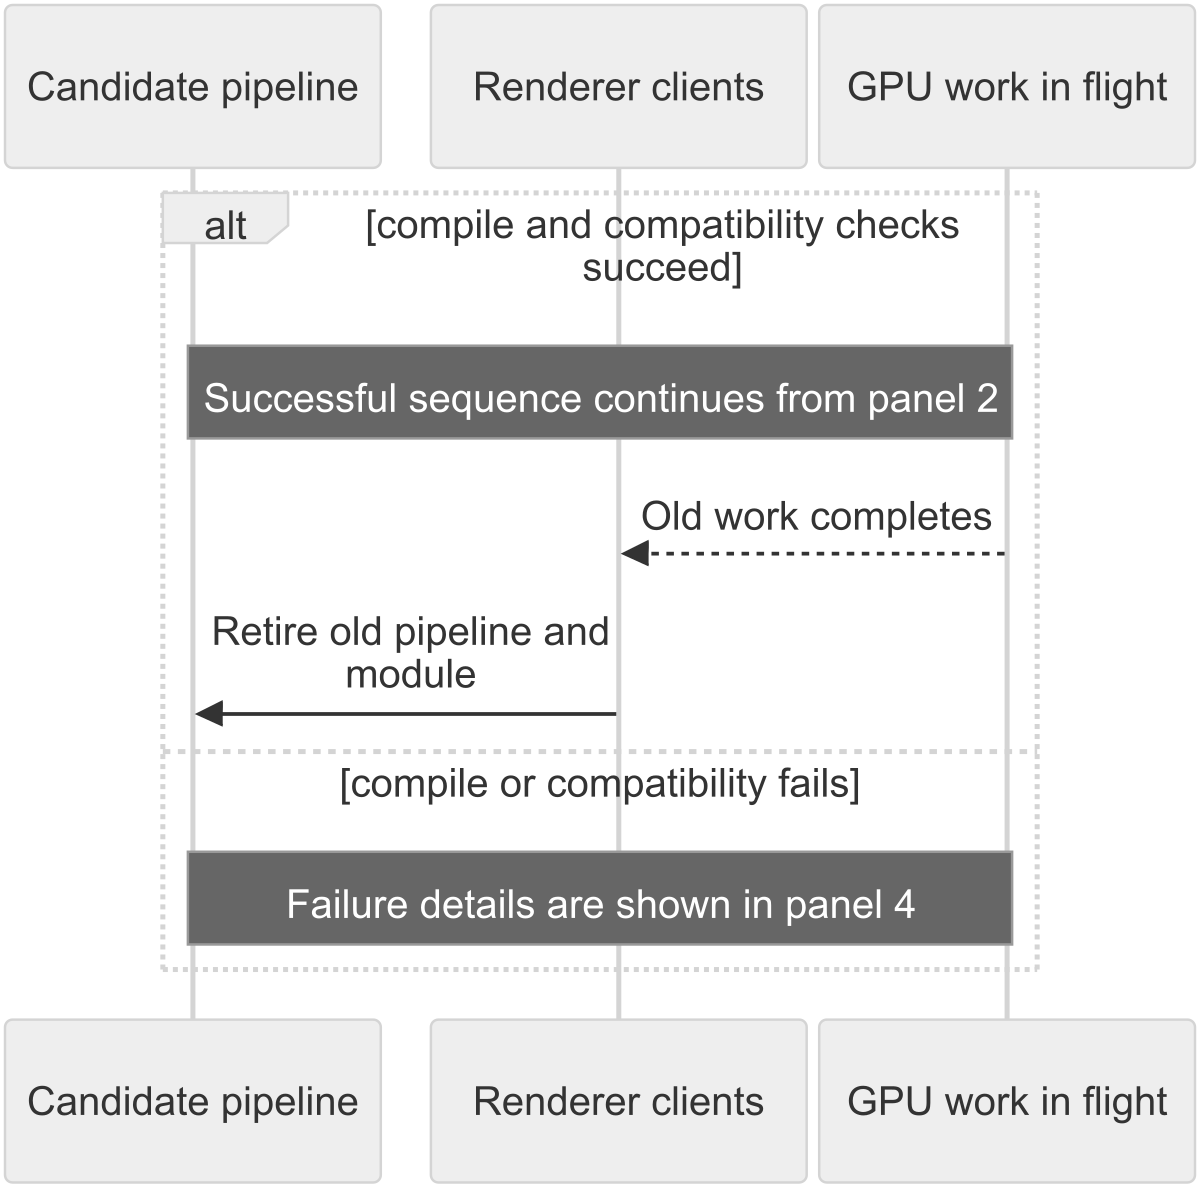 Candidate pipeline
Renderer clients
GPU work in flight
alt
[compile and compatibility checks
succeed]
Successful sequence continues from panel 2
Old work completes
Retire old pipeline and
module
[compile or compatibility fails]
Failure details are shown in panel 4
Candidate pipeline
Renderer clients
GPU work in flight